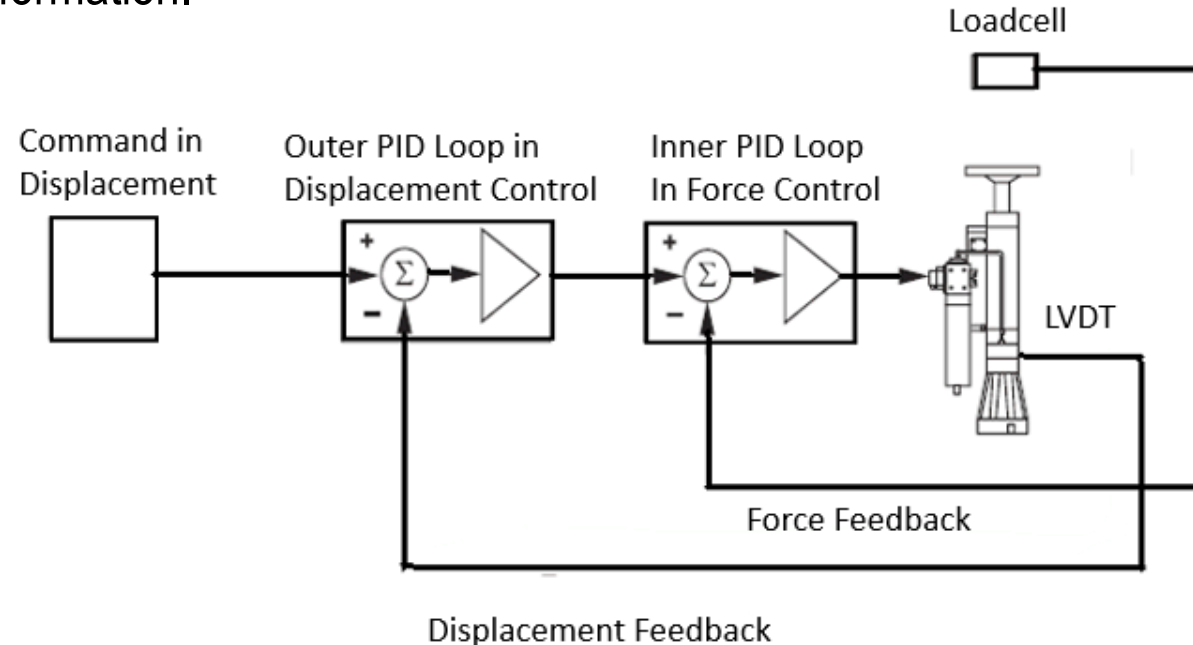 Loadcell
Command in
Displacement
Outer PID Loop in
Displacement Control
Inner PID Loop
In Force Control
+
Σ
−
+
Σ
−
LVDT
Force Feedback
Displacement Feedback